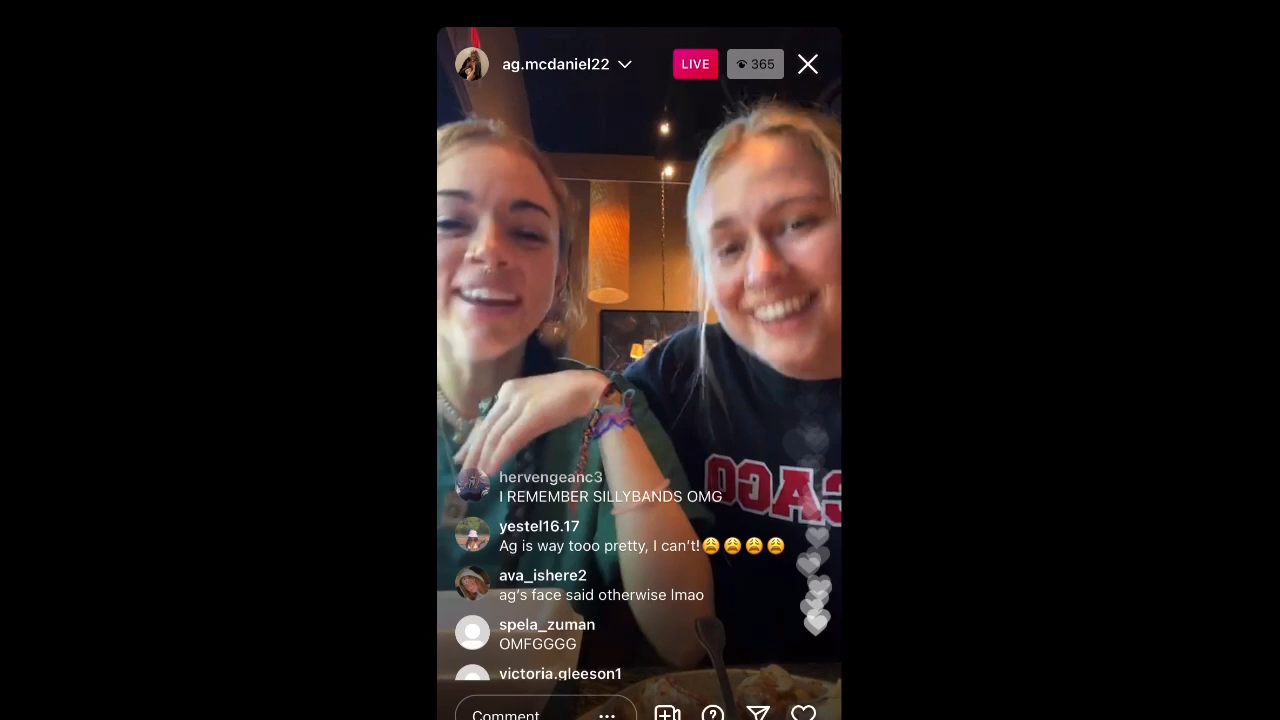 ag.mcdaniel22
LIVE
365
hervengeanc3
I REMEMBER SILLYBANDS OMG
yestel16.17
Ag is way tooo pretty, I can't!😩😩😩😩
ava_ishere2
ag's face said otherwise lmao
spela_zuman
OMFGGGG
victoria.gleeson1
Comment